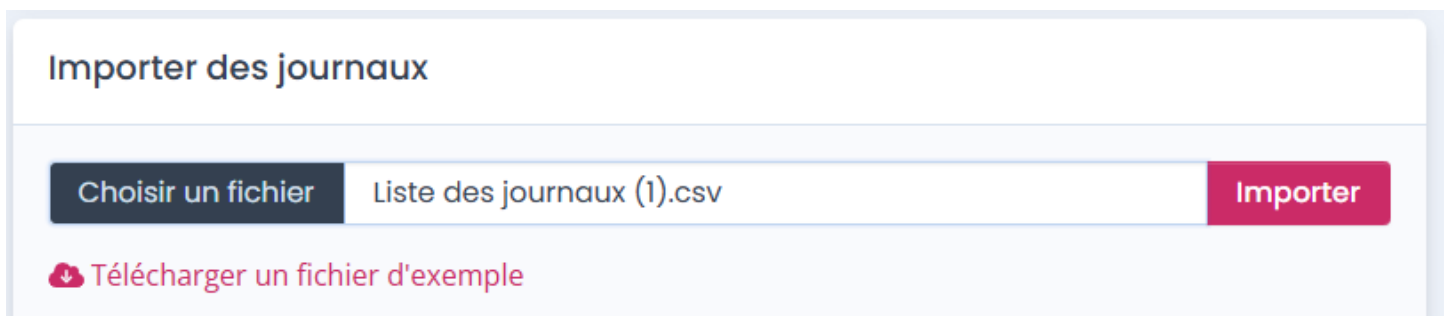 Importer des journaux
Choisir un fichier Liste des journaux (1).csv Importer
Télécharger un fichier d'exemple